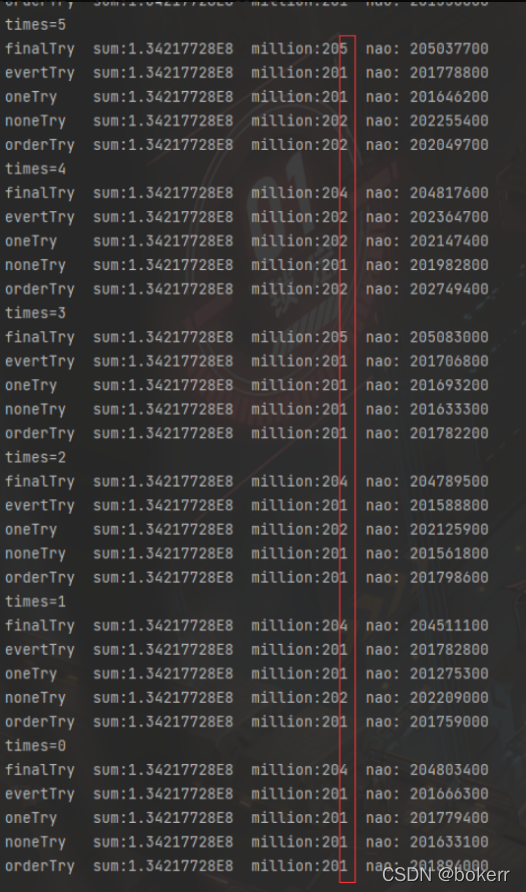 times=5
finalTry sum:1.34217728E8 million:205 nao: 205037700
evertTry sum:1.34217728E8 million:201 nao: 201778800
oneTry sum:1.34217728E8 million:201 nao: 201646200
noneTry sum:1.34217728E8 million:202 nao: 202255400
orderTry sum:1.34217728E8 million:202 nao: 202049700
times=4
finalTry sum:1.34217728E8 million:204 nao: 204817600
evertTry sum:1.34217728E8 million:202 nao: 202364700
oneTry sum:1.34217728E8 million:202 nao: 202147400
noneTry sum:1.34217728E8 million:201 nao: 201982800
orderTry sum:1.34217728E8 million:202 nao: 202749400
times=3
finalTry sum:1.34217728E8 million:205 nao: 205083000
evertTry sum:1.34217728E8 million:201 nao: 201706800
oneTry sum:1.34217728E8 million:201 nao: 201693200
noneTry sum:1.34217728E8 million:201 nao: 201633300
orderTry sum:1.34217728E8 million:201 nao: 201782200
times=2
finalTry sum:1.34217728E8 million:204 nao: 204789500
evertTry sum:1.34217728E8 million:201 nao: 201588800
oneTry sum:1.34217728E8 million:202 nao: 202125900
noneTry sum:1.34217728E8 million:201 nao: 201561800
orderTry sum:1.34217728E8 million:201 nao: 201798600
times=1
finalTry sum:1.34217728E8 million:204 nao: 204511100
evertTry sum:1.34217728E8 million:201 nao: 201782800
oneTry sum:1.34217728E8 million:201 nao: 201275300
noneTry sum:1.34217728E8 million:202 nao: 202209000
orderTry sum:1.34217728E8 million:201 nao: 201759000
times=0
finalTry sum:1.34217728E8 million:204 nao: 204803400
evertTry sum:1.34217728E8 million:201 nao: 201666300
oneTry sum:1.34217728E8 million:201 nao: 201779400
noneTry sum:1.34217728E8 million:201 nao: 201633100
orderTry sum:1.34217728E8 million:201 nao: 201894000
CSDN @bokerr